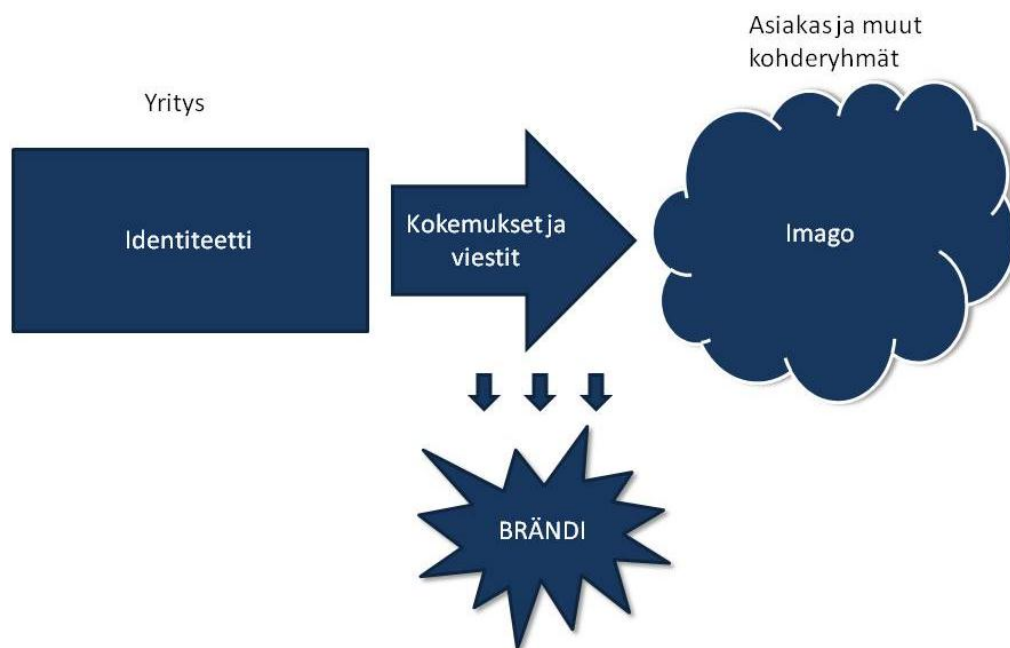 Asiakas ja muut
kohderyhmät
Yritys
Identiteetti
Kokemukset ja
viestit
Imago
BRÄNDI